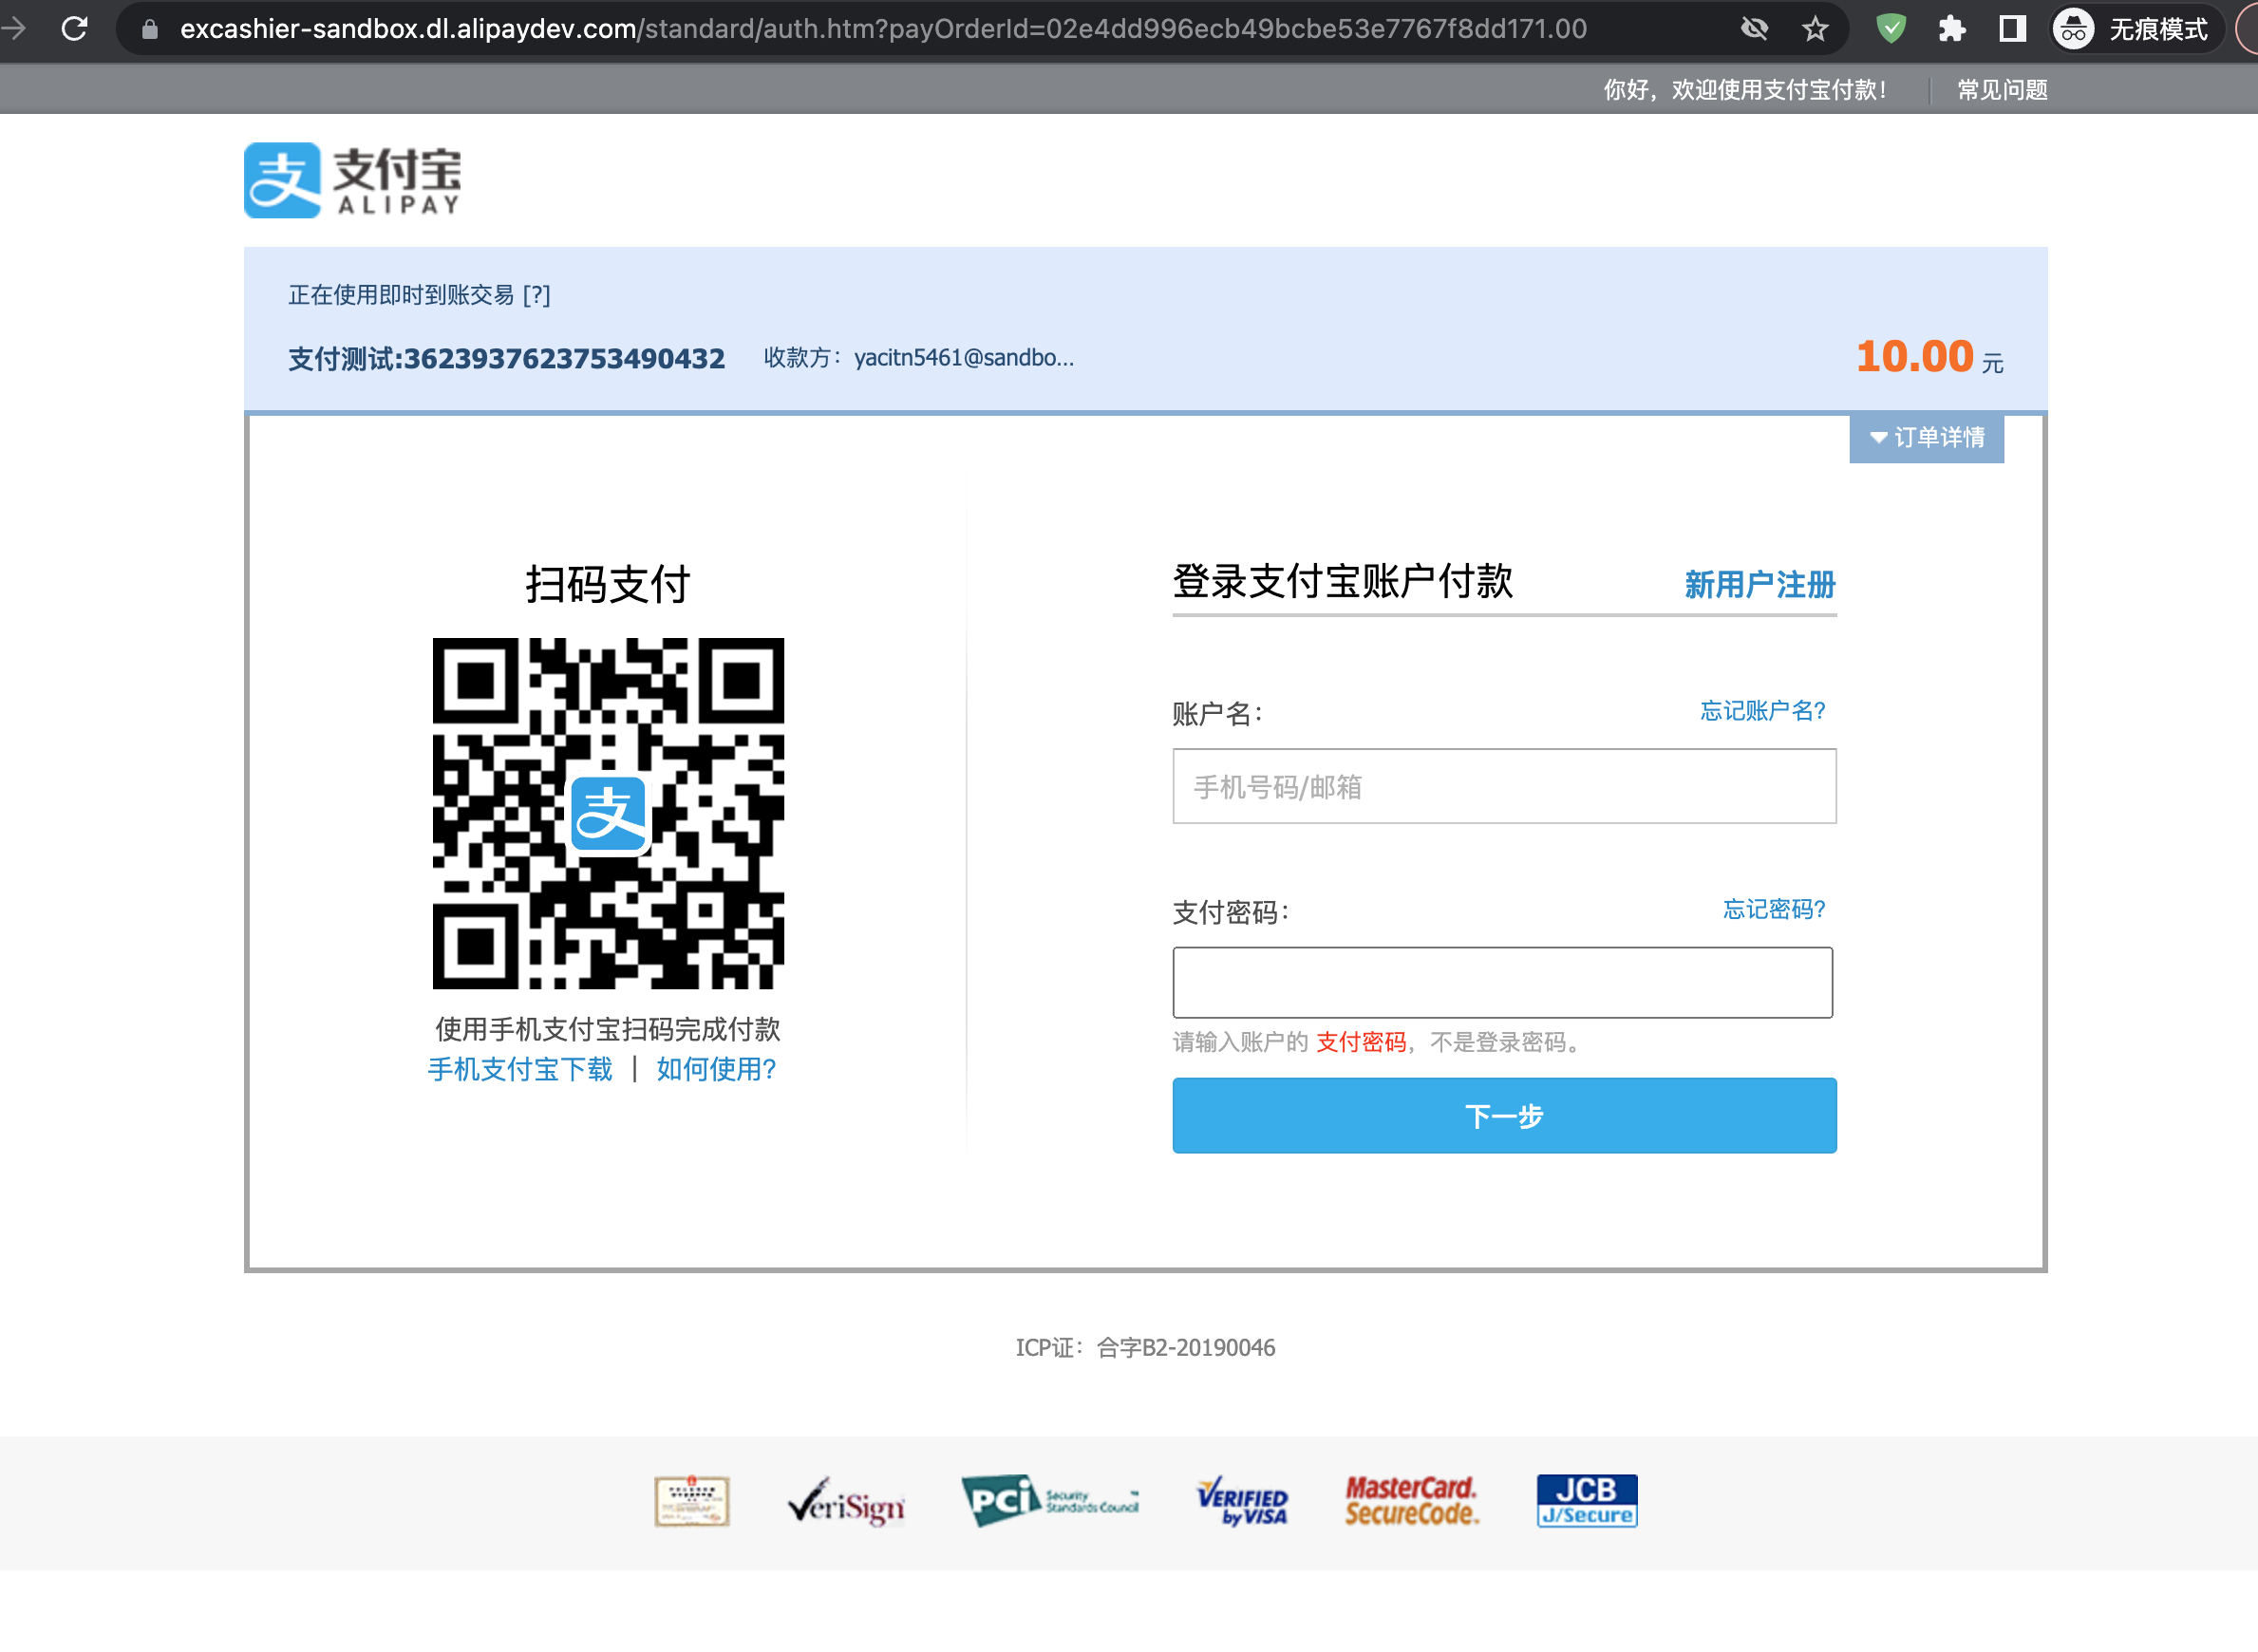 excashier-sandbox.dl.alipaydev.com/standard/auth.htm?payOrderId=02e4dd996ecb49bcbe53e7767f8dd171.00
无痕模式
你好，欢迎使用支付宝付款！
常见问题
支 支付宝
ALIPAY
正在使用即时到账交易 [?]
支付测试:3623937623753490432 收款方：yacitn5461@sandbo...
10.00 元
订单详情
扫码支付
支
使用手机支付宝扫码完成付款
手机支付宝下载 | 如何使用?
登录支付宝账户付款
新用户注册
账户名：
忘记账户名?
手机号码/邮箱
支付密码：
忘记密码?
请输入账户的 支付密码，不是登录密码。
下一步
ICP证：合字B2-20190046
VeriSign
PCI Security Standards Council
VERIFIED by VISA
MasterCard. SecureCode.
JCB J/Secure